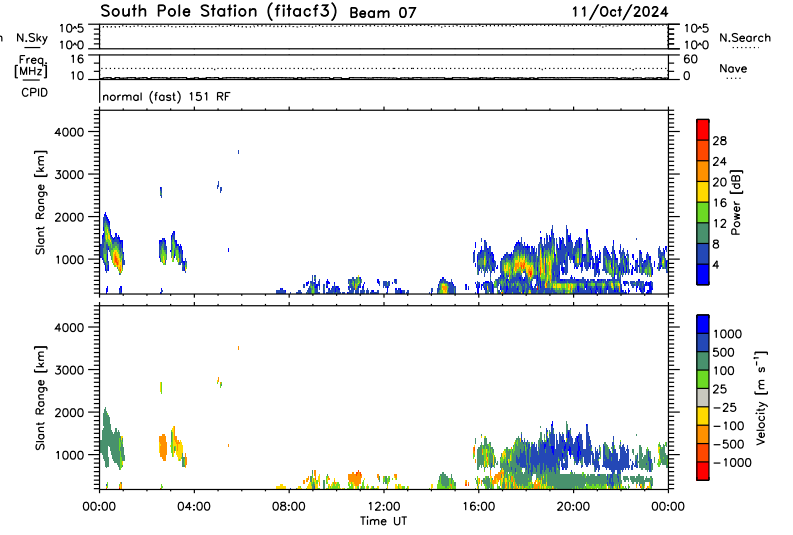 South Pole Station (fitacf3) Beam 07 11/Oct/2024
N.Sky 10^5 10^0 10^5 10^0 N.Search
Freq. [MHz] 16 10 60 0 Nave
CPID normal (fast) 151 RF
Slant Range [km]
4000
3000
2000
1000
28
24
20
16
12
8
4
Power [dB]
Slant Range [km]
4000
3000
2000
1000
1000
500
100
25
-25
-100
-500
-1000
Velocity [m s⁻¹]
00:00 04:00 08:00 12:00 16:00 20:00 00:00
Time UT